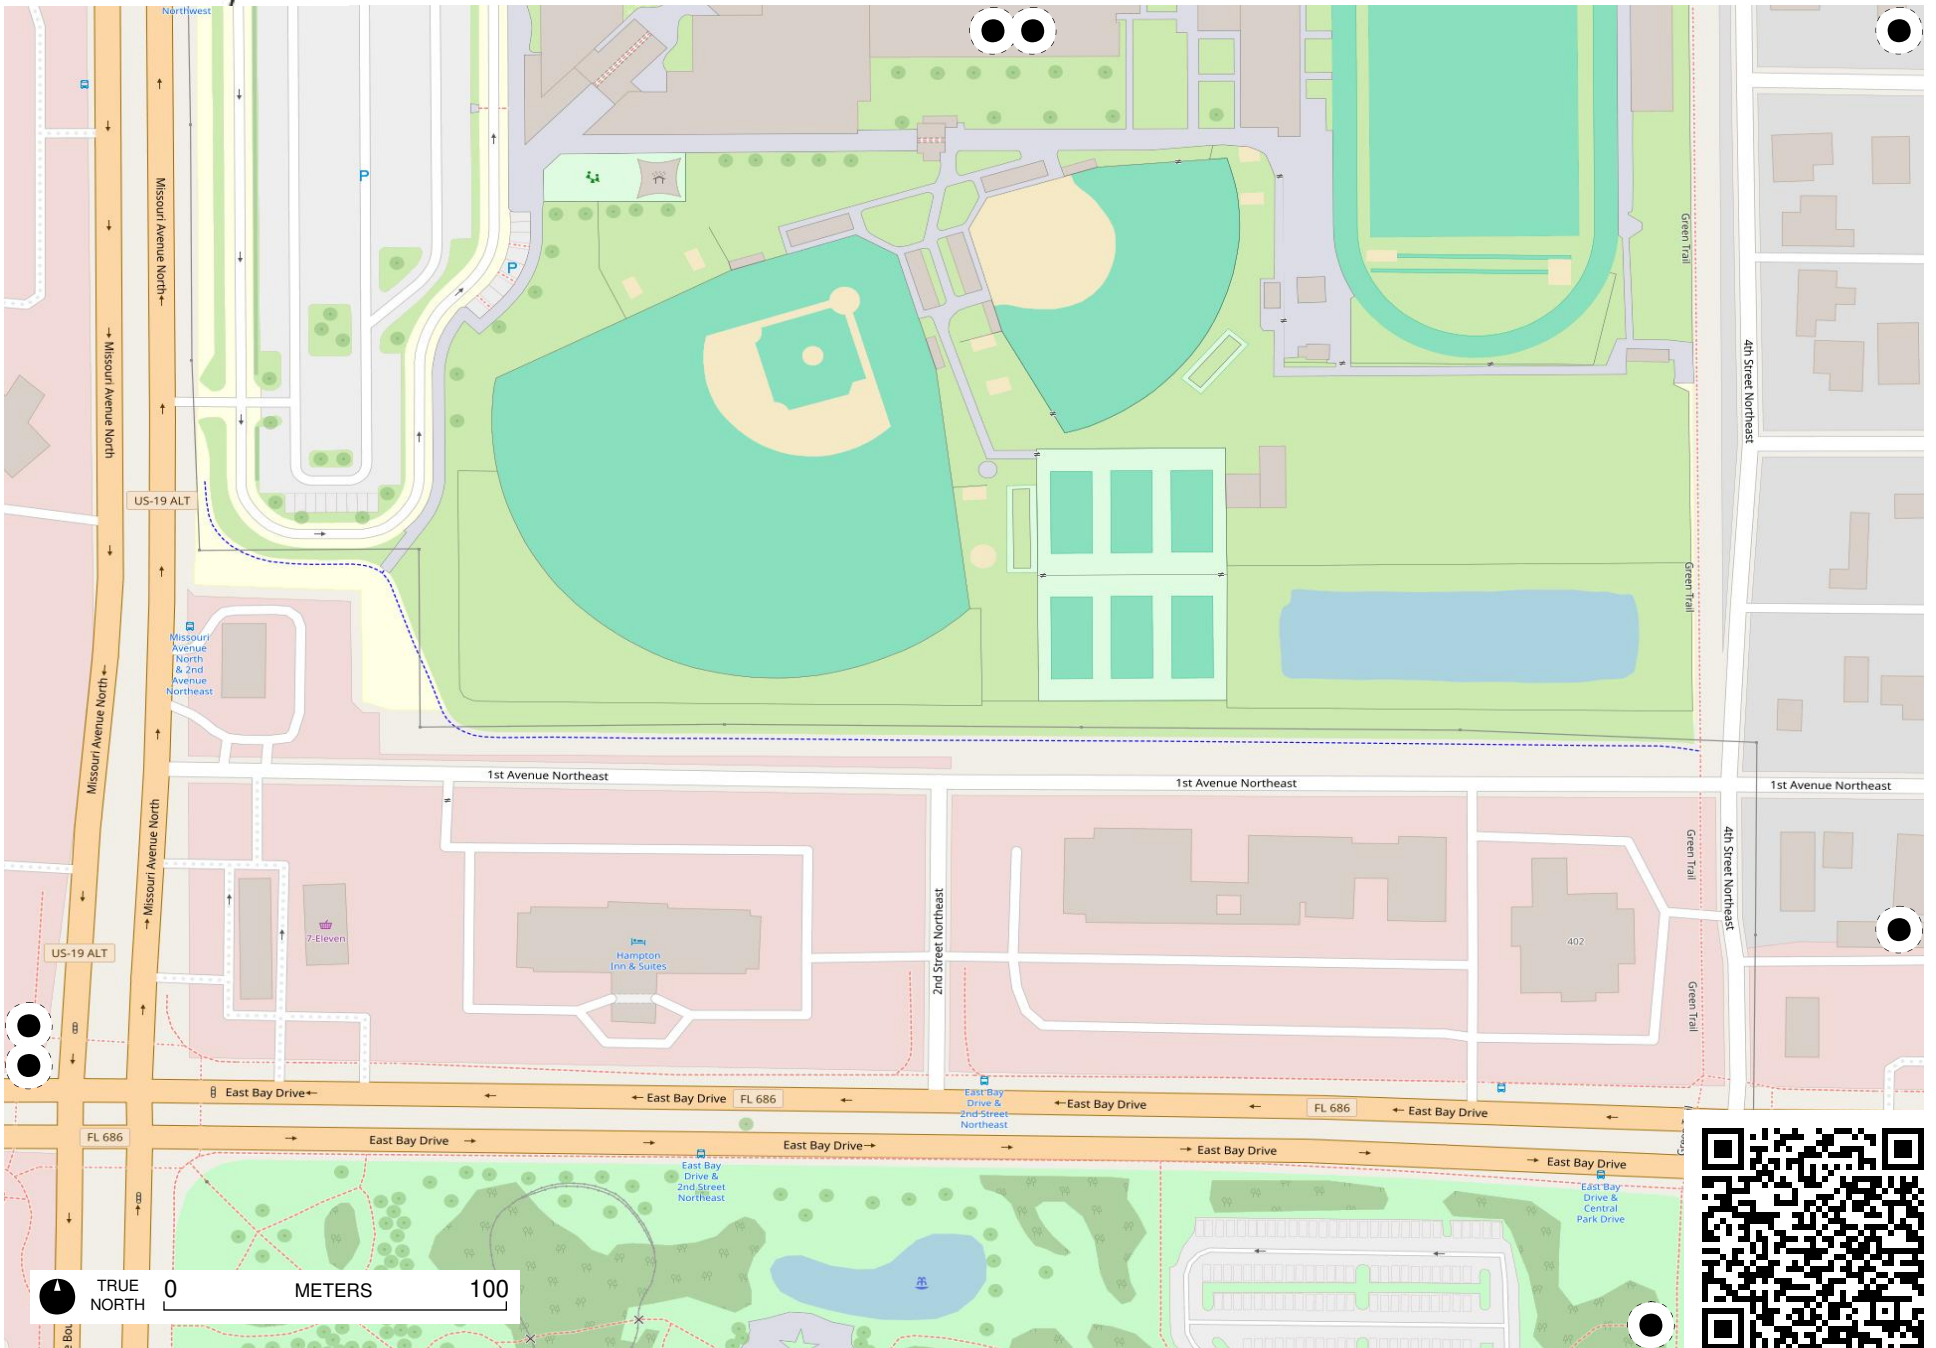 Northwest
Missouri Avenue North
Missouri Avenue North
Missouri Avenue North
Missouri Avenue North
P
P
US-19 ALT
Green Trail
4th Street Northeast
Green Trail
Missouri
Avenue
North
& 2nd
Avenue
Northeast
1st Avenue Northeast
1st Avenue Northeast
1st Avenue Northeast
Missouri Avenue North
Green Trail
4th Street Northeast
2nd Street Northeast
7-Eleven
Hampton
Inn & Suites
402
US-19 ALT
Green Trail
East Bay Drive
East Bay Drive
FL 686
East Bay
Drive &
2nd Street
Northeast
East Bay Drive
FL 686
East Bay Drive
FL 686
East Bay Drive
East Bay Drive
East Bay Drive
East Bay Drive
East Bay
Drive &
2nd Street
Northeast
East Bay
Drive &
Central
Park Drive
TRUE
NORTH
0 METERS 100